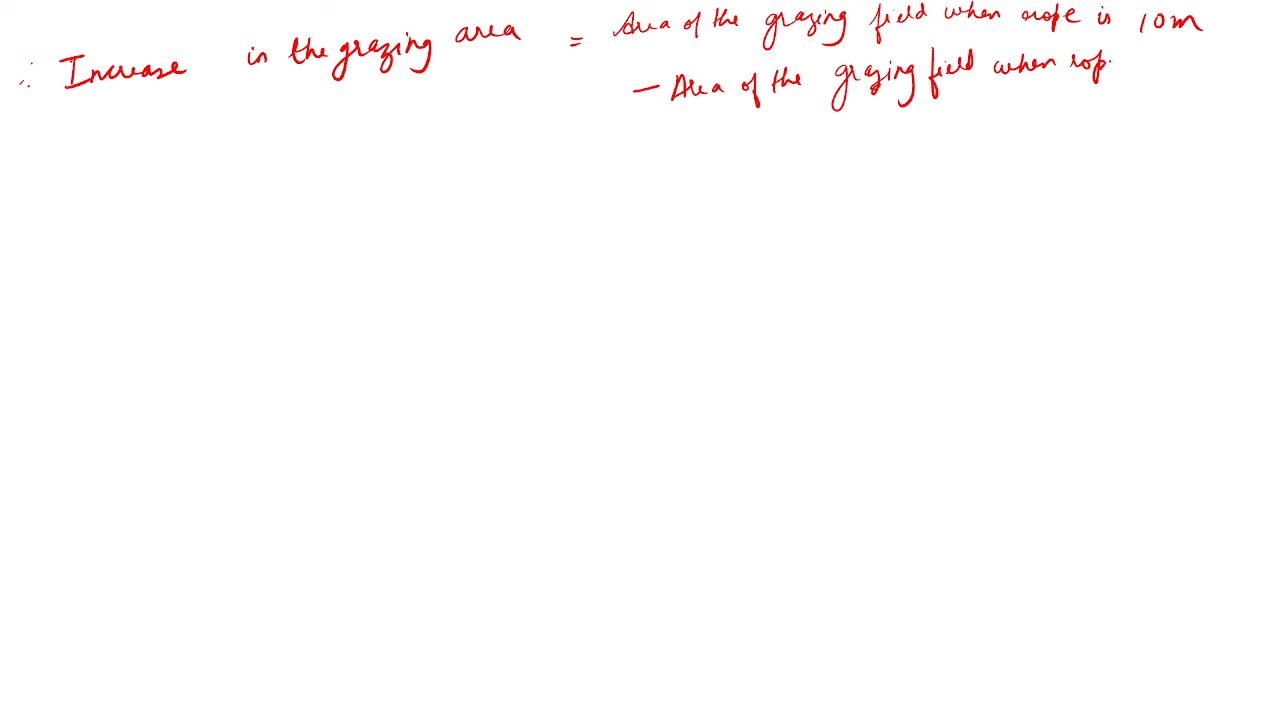 ∴ Increase in the grazing area = Area of the grazing field when rope is 10m
– Area of the grazing field when rop